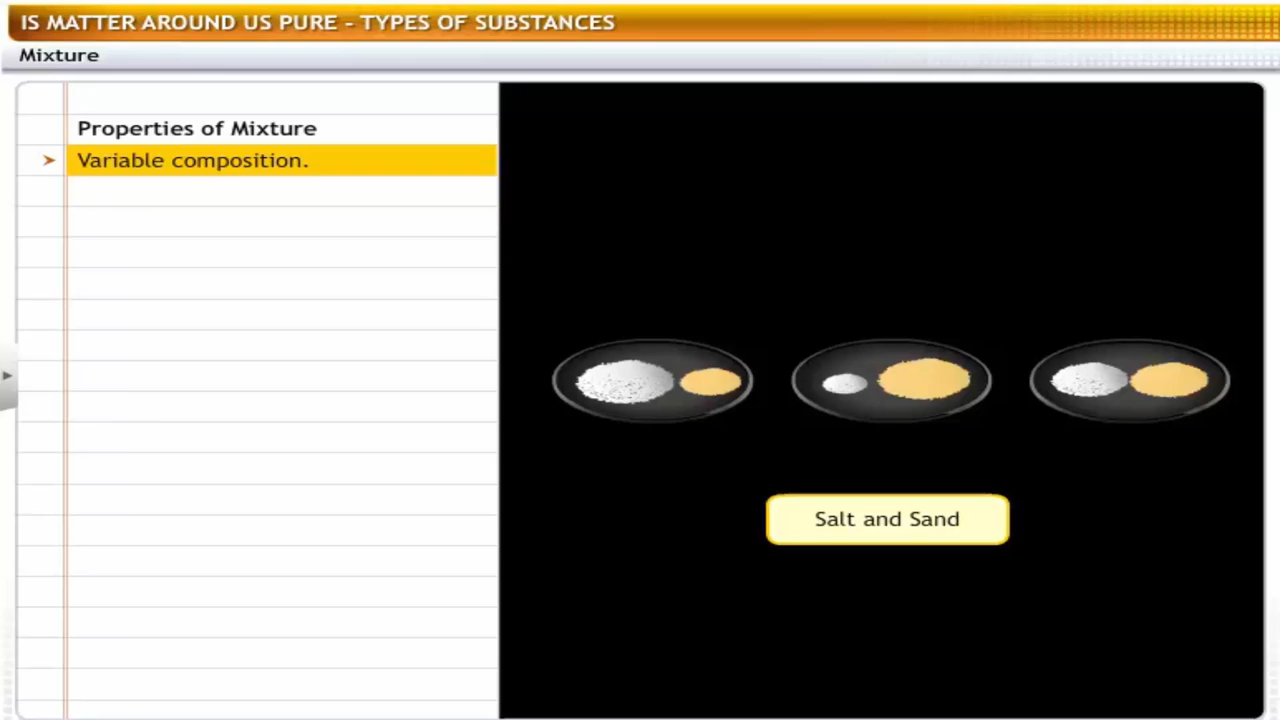 IS MATTER AROUND US PURE - TYPES OF SUBSTANCES
Mixture
Properties of Mixture
Variable composition.
Salt and Sand